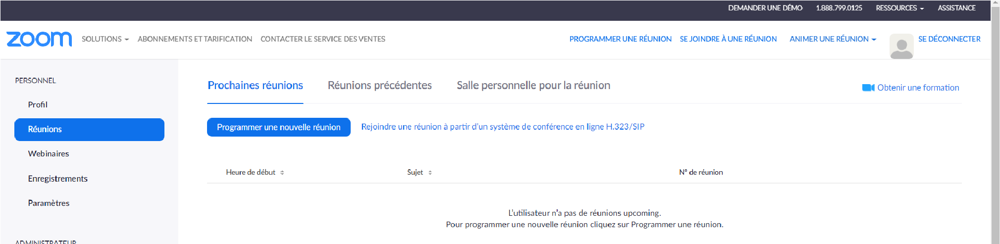 DEMANDER UNE DÉMO 1.888.799.0125 RESSOURCES ASSISTANCE
zoom SOLUTIONS ABONNEMENTS ET TARIFICATION CONTACTER LE SERVICE DES VENTES PROGRAMMER UNE RÉUNION SE JOINDRE À UNE RÉUNION ANIMER UNE RÉUNION SE DÉCONNECTER
PERSONNEL
Profil
Réunions
Webinaires
Enregistrements
Paramètres
ADMINISTRATEUR
Prochaines réunions Réunions précédentes Salle personnelle pour la réunion Obtenir une formation
Programmer une nouvelle réunion Rejoindre une réunion à partir d'un système de conférence en ligne H.323/SIP
Heure de début Sujet N° de réunion
L'utilisateur n'a pas de réunions upcoming.
Pour programmer une nouvelle réunion cliquez sur Programmer une réunion.